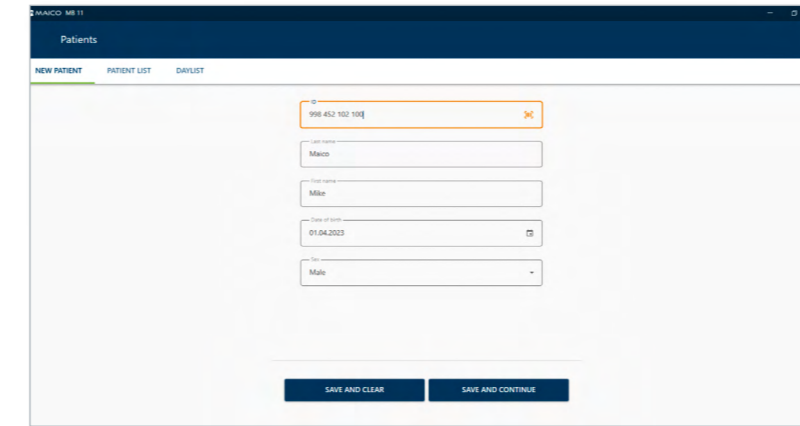 MAICO MB 11
Patients
NEW PATIENT PATIENT LIST DAYLIST
ID
998 452 102 100
Last name
Maico
First name
Mike
Date of birth
01.04.2023
Sex
Male
SAVE AND CLEAR SAVE AND CONTINUE